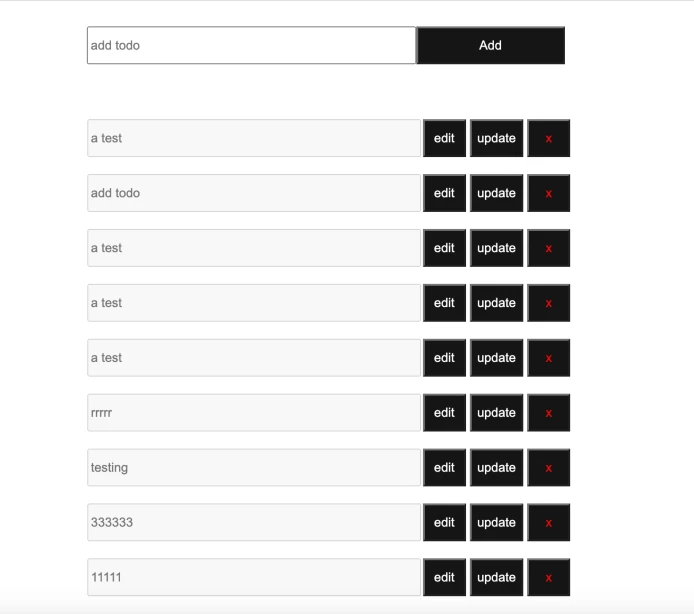 add todo Add
a test edit update x
add todo edit update x
a test edit update x
a test edit update x
a test edit update x
rrrrr edit update x
testing edit update x
333333 edit update x
11111 edit update x